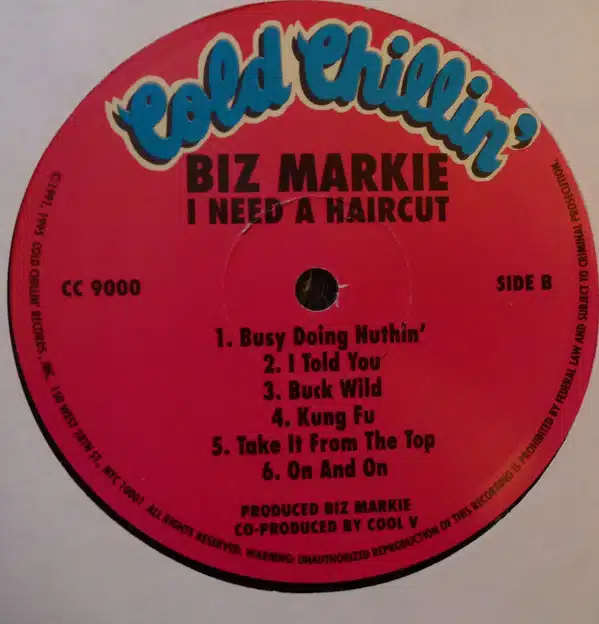 Cold Chillin'
BIZ MARKIE
I NEED A HAIRCUT
CC 9000
SIDE B
1. Busy Doing Nuthin'
2. I Told You
3. Buck Wild
4. Kung Fu
5. Take It From The Top
6. On And On
PRODUCED BIZ MARKIE
CO-PRODUCED BY COOL V
©1991, 1995 COLD CHILLIN' RECORDS, INC. 150 WEST 28TH ST., NYC 10001. ALL RIGHTS RESERVED. WARNING: UNAUTHORIZED REPRODUCTION OF THIS RECORDING IS PROHIBITED BY FEDERAL LAW AND SUBJECT TO CRIMINAL PROSECUTION.